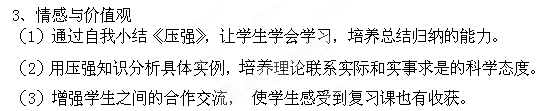 3、情感与价值观
（1）通过自我小结《压强》，让学生学会学习，培养总结归纳的能力。
（2）用压强知识分析具体实例，培养理论联系实际和实事求是的科学态度。
（3）增强学生之间的合作交流， 使学生感受到复习课也有收获。